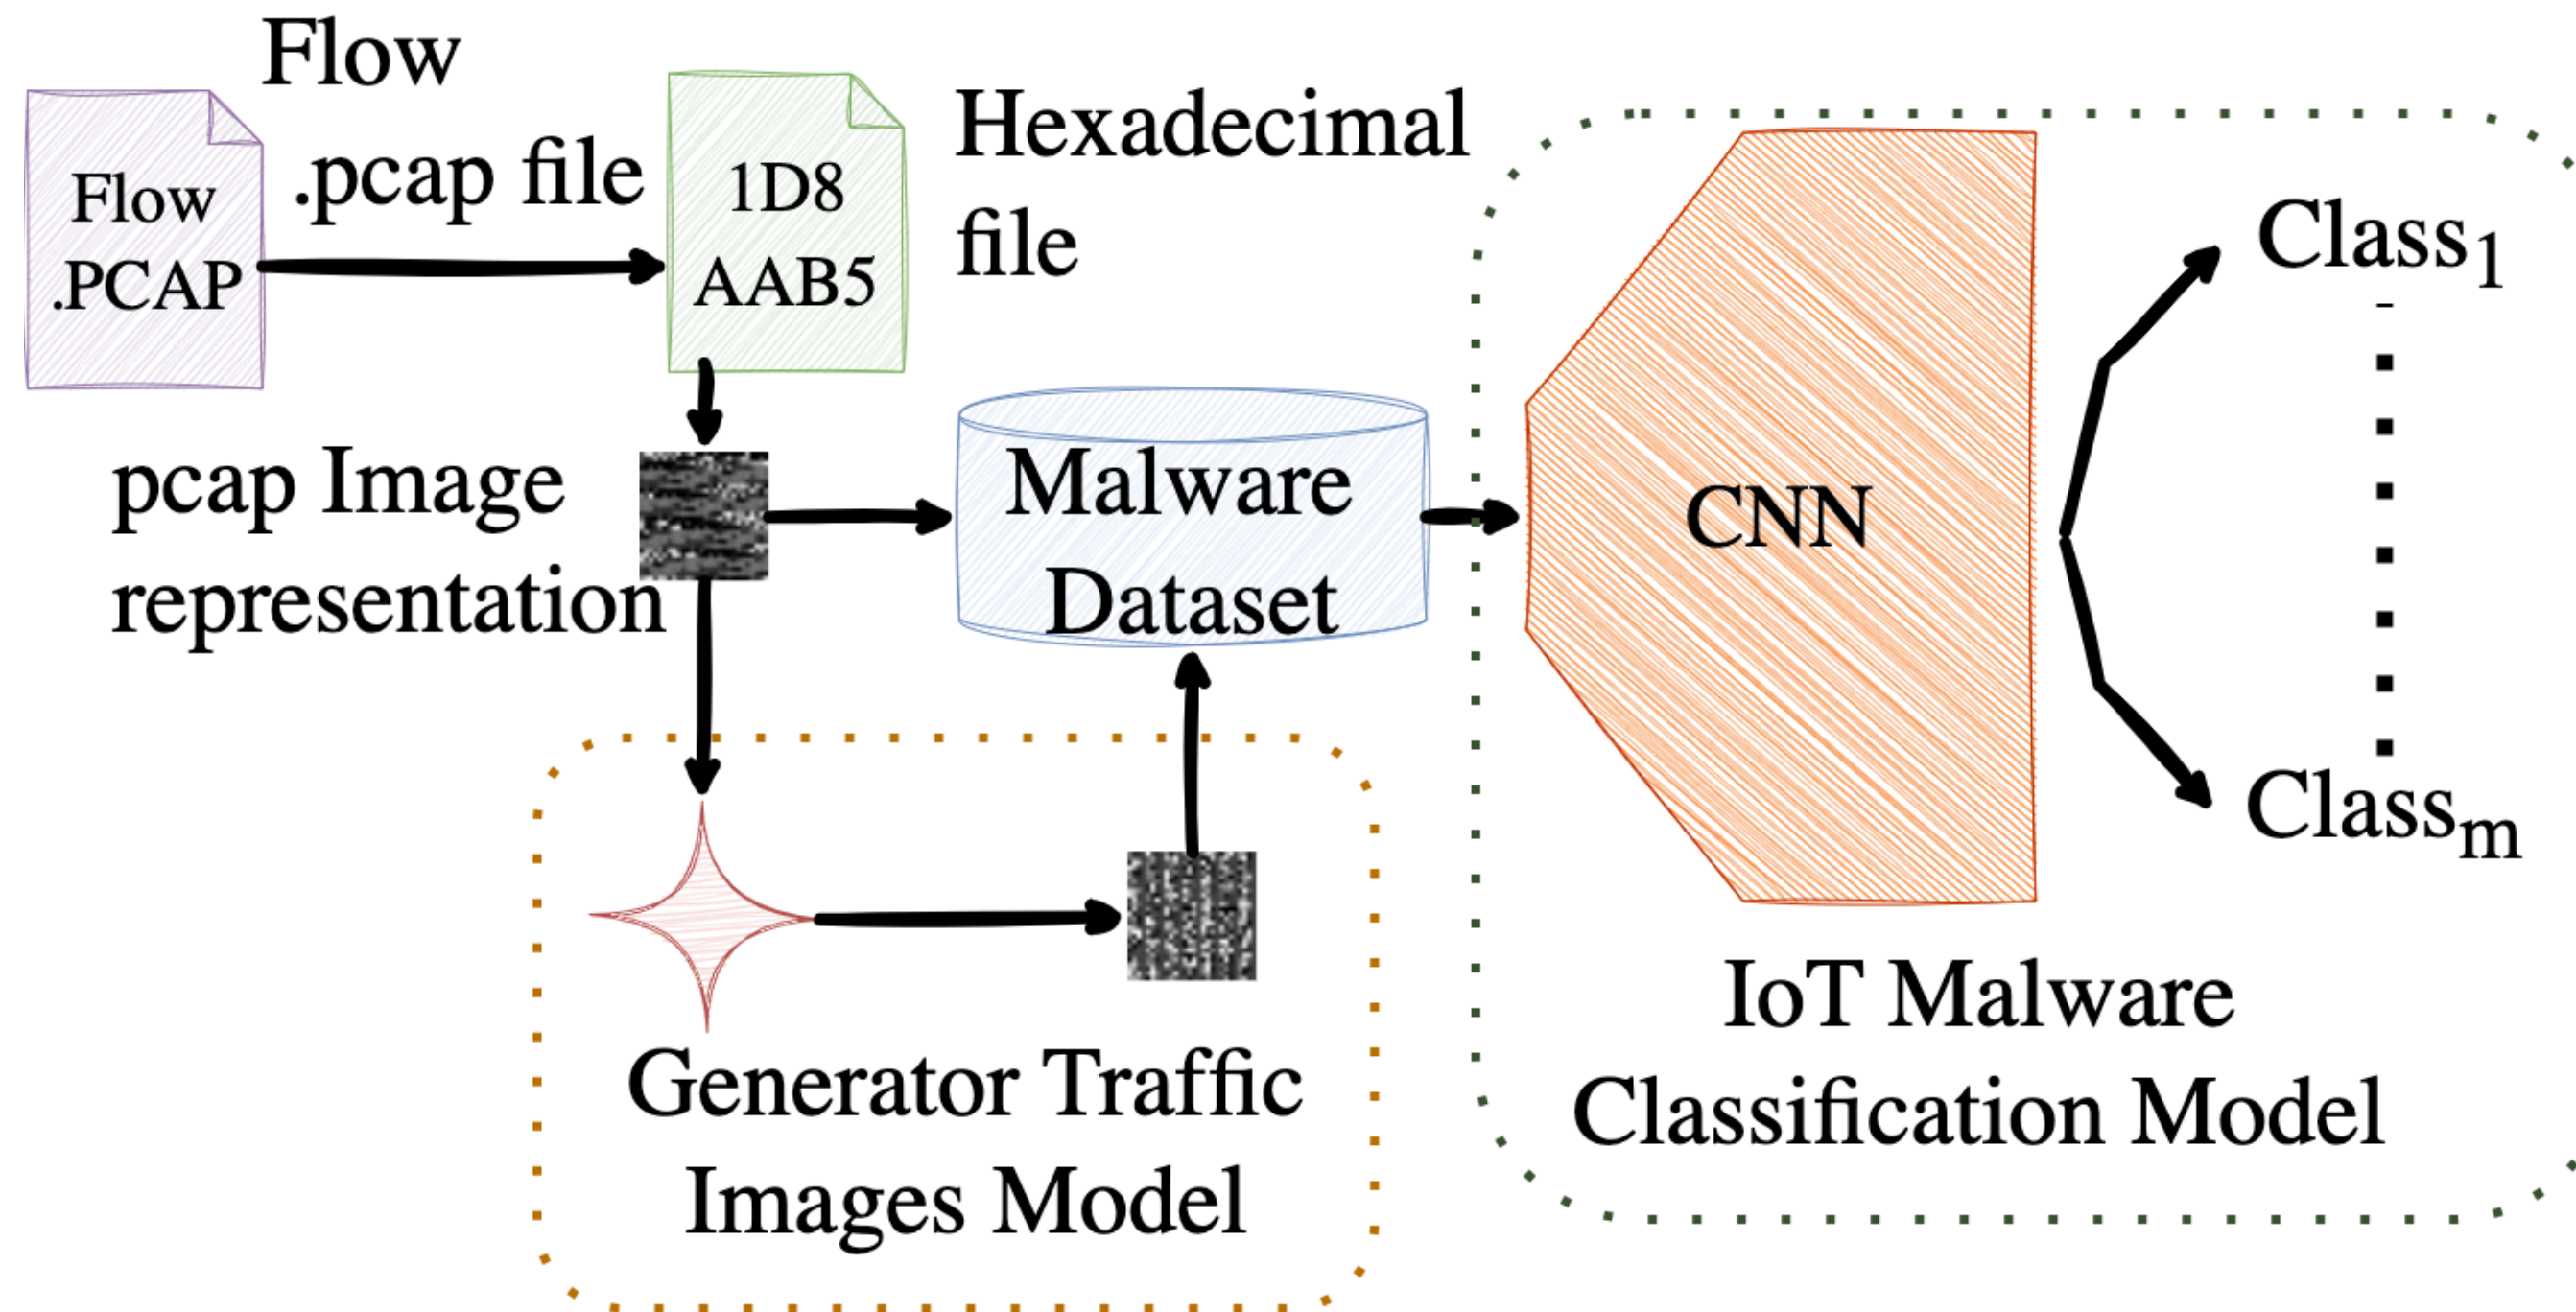 Flow
.pcap file
Flow
.PCAP
1D8
AAB5
Hexadecimal
file
pcap Image
representation
Malware
Dataset
CNN
Class1
Classm
Generator Traffic
Images Model
IoT Malware
Classification Model